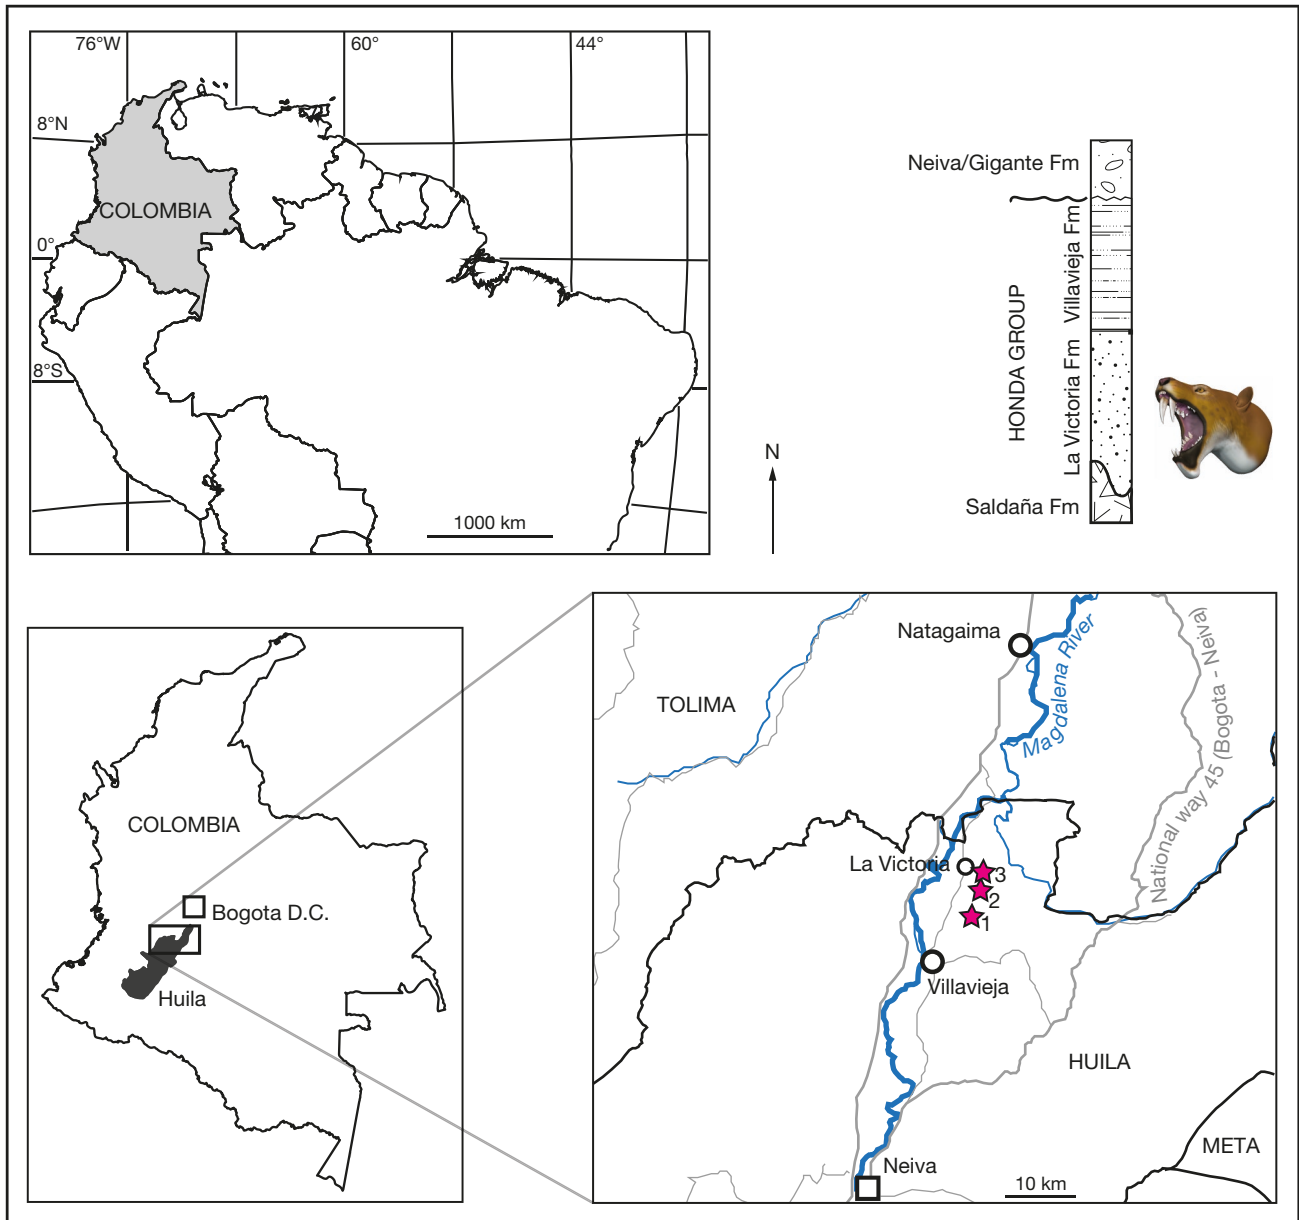 76°W
60°
44°
8°N
COLOMBIA
0°
8°S
1000 km
N
Neiva/Gigante Fm
HONDA GROUP
Villavieja Fm
La Victoria Fm
Saldaña Fm
COLOMBIA
Bogota D.C.
Huila
Natagaima
TOLIMA
Magdalena River
National way 45 (Bogota - Neiva)
La Victoria
3
2
1
Villavieja
HUILA
META
Neiva
10 km